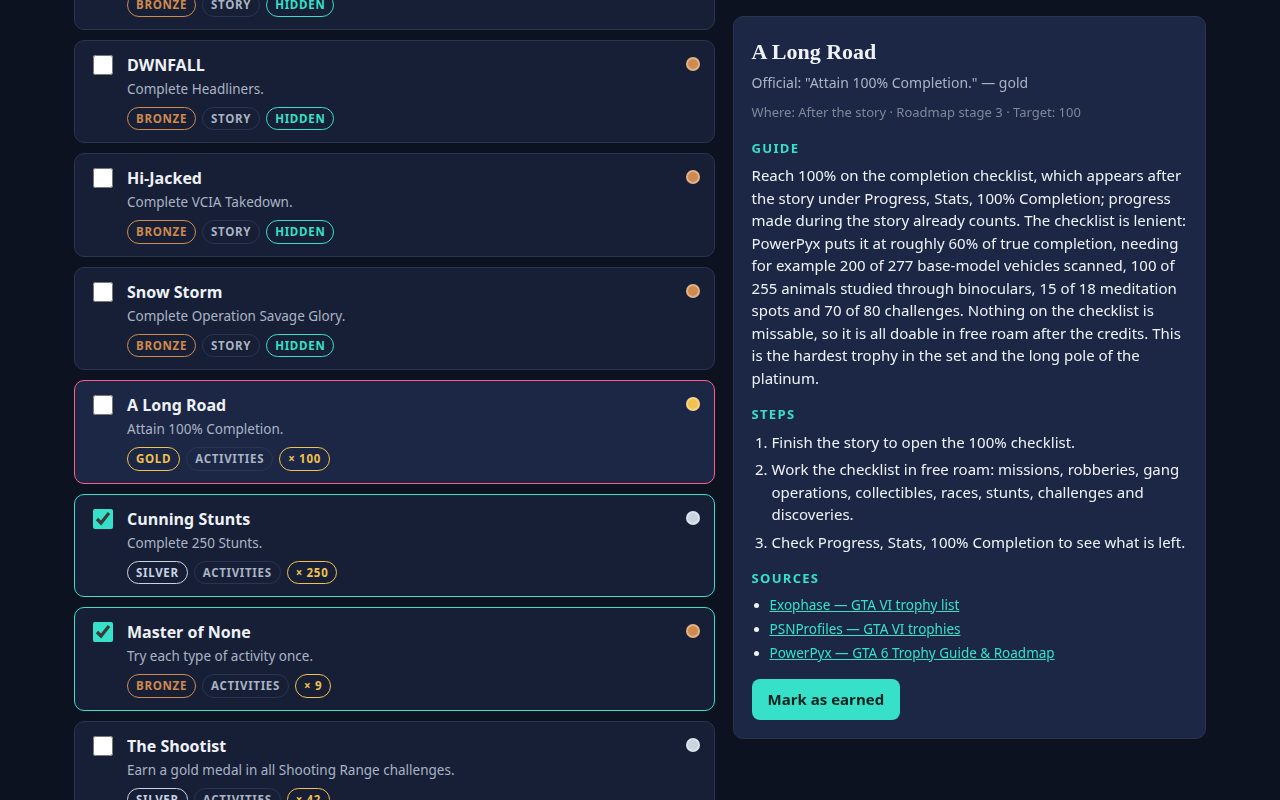 BRONZE STORY HIDDEN
DWNFALL
Complete Headliners.
BRONZE STORY HIDDEN
Hi-Jacked
Complete VCIA Takedown.
BRONZE STORY HIDDEN
Snow Storm
Complete Operation Savage Glory.
BRONZE STORY HIDDEN
A Long Road
Attain 100% Completion.
GOLD ACTIVITIES × 100
Cunning Stunts
Complete 250 Stunts.
SILVER ACTIVITIES × 250
Master of None
Try each type of activity once.
BRONZE ACTIVITIES × 9
The Shootist
Earn a gold medal in all Shooting Range challenges.
SILVER ACTIVITIES × 42
A Long Road
Official: "Attain 100% Completion." — gold
Where: After the story · Roadmap stage 3 · Target: 100
GUIDE
Reach 100% on the completion checklist, which appears after
the story under Progress, Stats, 100% Completion; progress
made during the story already counts. The checklist is lenient:
PowerPyx puts it at roughly 60% of true completion, needing
for example 200 of 277 base-model vehicles scanned, 100 of
255 animals studied through binoculars, 15 of 18 meditation
spots and 70 of 80 challenges. Nothing on the checklist is
missable, so it is all doable in free roam after the credits. This
is the hardest trophy in the set and the long pole of the
platinum.
STEPS
1. Finish the story to open the 100% checklist.
2. Work the checklist in free roam: missions, robberies, gang
operations, collectibles, races, stunts, challenges and
discoveries.
3. Check Progress, Stats, 100% Completion to see what is left.
SOURCES
• Exophase — GTA VI trophy list
• PSNProfiles — GTA VI trophies
• PowerPyx — GTA 6 Trophy Guide & Roadmap
Mark as earned